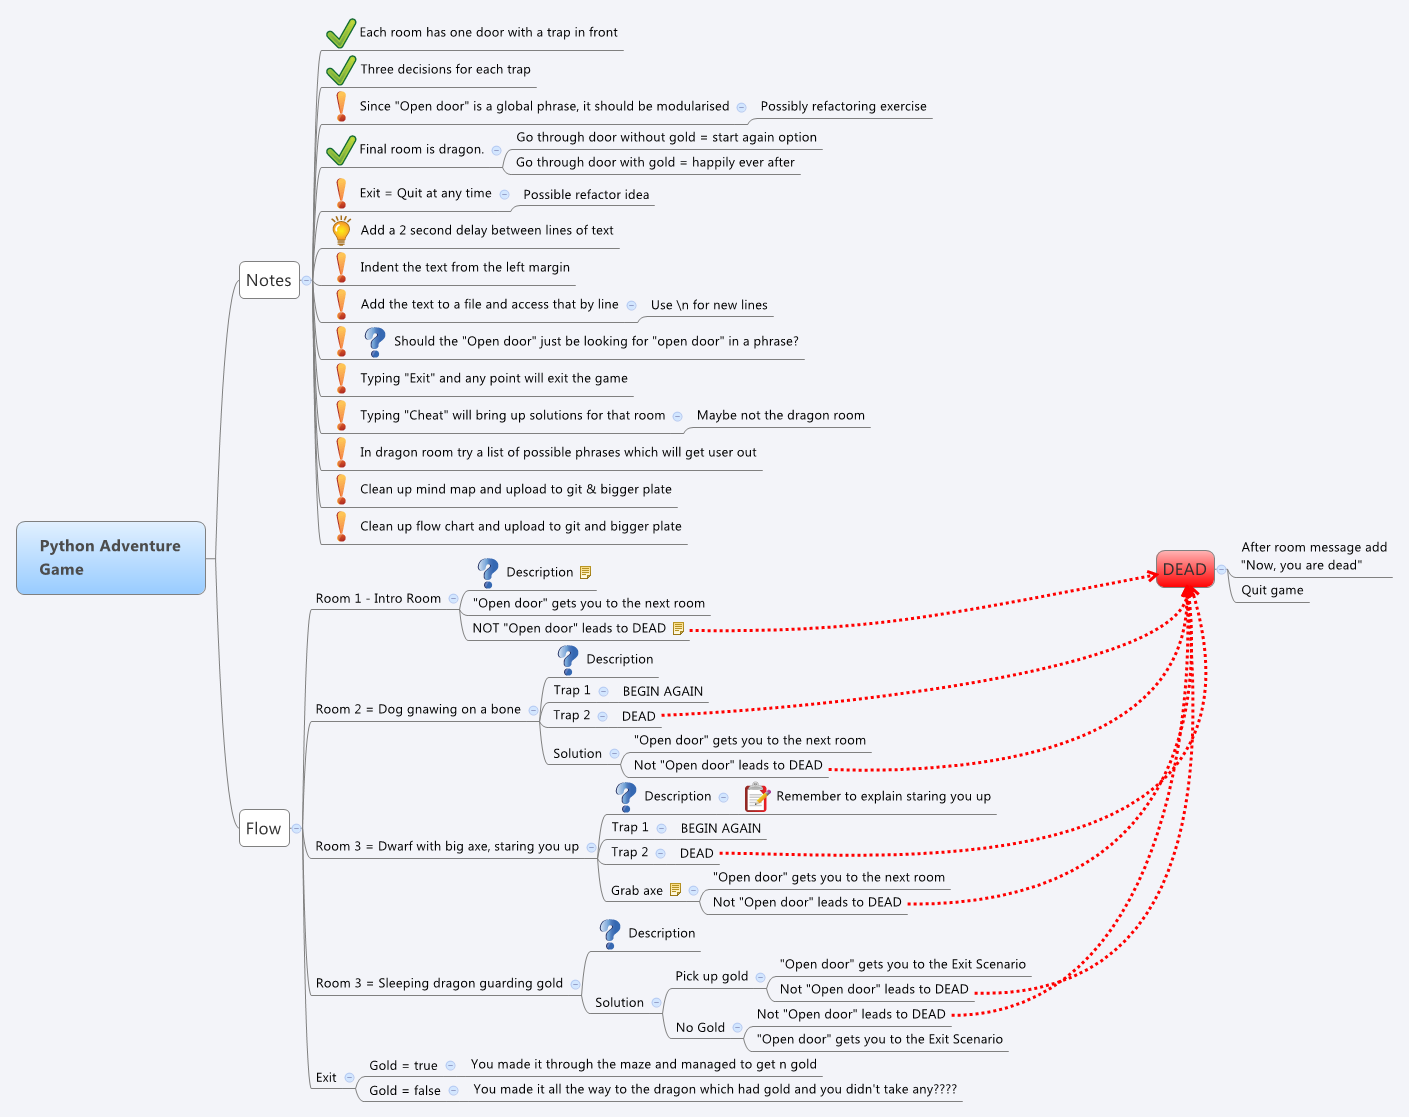 Python Adventure
Game
Notes
Each room has one door with a trap in front
Three decisions for each trap
Since "Open door" is a global phrase, it should be modularised
Possibly refactoring exercise
Final room is dragon.
Go through door without gold = start again option
Go through door with gold = happily ever after
Exit = Quit at any time
Possible refactor idea
Add a 2 second delay between lines of text
Indent the text from the left margin
Add the text to a file and access that by line
Use \n for new lines
Should the "Open door" just be looking for "open door" in a phrase?
Typing "Exit" and any point will exit the game
Typing "Cheat" will bring up solutions for that room
Maybe not the dragon room
In dragon room try a list of possible phrases which will get user out
Clean up mind map and upload to git & bigger plate
Clean up flow chart and upload to git and bigger plate
Flow
Room 1 - Intro Room
Description
"Open door" gets you to the next room
NOT "Open door" leads to DEAD
Room 2 = Dog gnawing on a bone
Description
Trap 1
BEGIN AGAIN
Trap 2
DEAD
Solution
"Open door" gets you to the next room
Not "Open door" leads to DEAD
Room 3 = Dwarf with big axe, staring you up
Description
Remember to explain staring you up
Trap 1
BEGIN AGAIN
Trap 2
DEAD
Grab axe
"Open door" gets you to the next room
Not "Open door" leads to DEAD
Room 3 = Sleeping dragon guarding gold
Description
Solution
Pick up gold
"Open door" gets you to the Exit Scenario
Not "Open door" leads to DEAD
No Gold
Not "Open door" leads to DEAD
"Open door" gets you to the Exit Scenario
Exit
Gold = true
You made it through the maze and managed to get n gold
Gold = false
You made it all the way to the dragon which had gold and you didn't take any????
DEAD
After room message add
"Now, you are dead"
Quit game